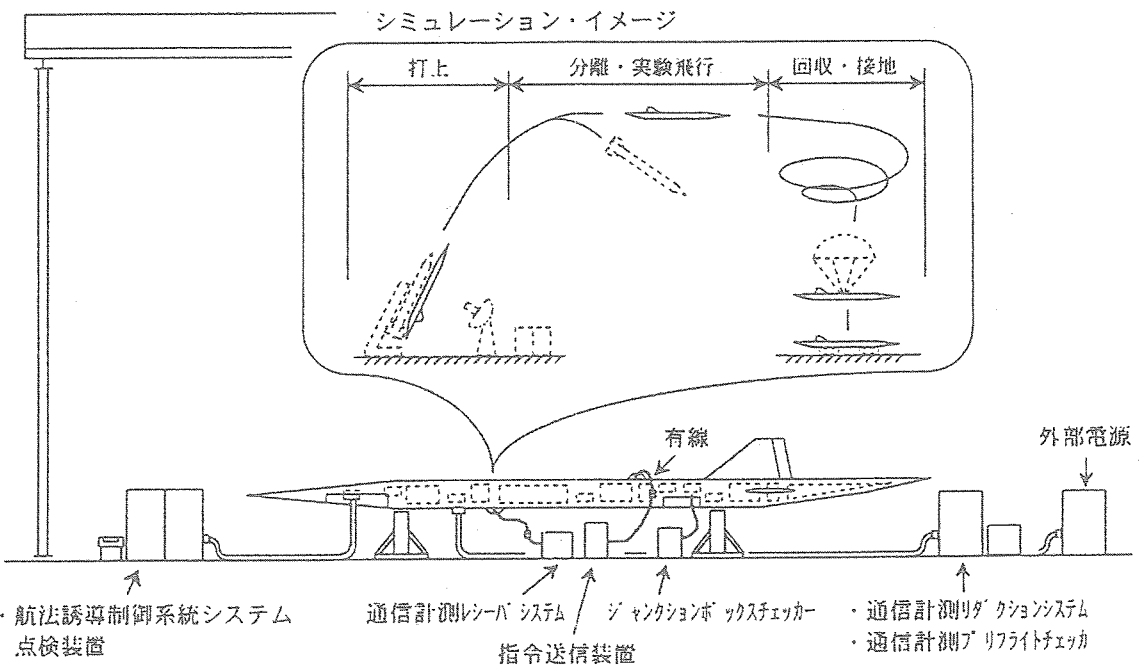 シミュレーション・イメージ
打上
分離・実験飛行
回収・接地
有線
外部電源
・航法誘導制御系統システム
点検装置
通信計測レシーバシステム
指令送信装置
ジャンクションボックスチェッカー
・通信計測リダクションシステム
・通信計測プリフライトチェッカ